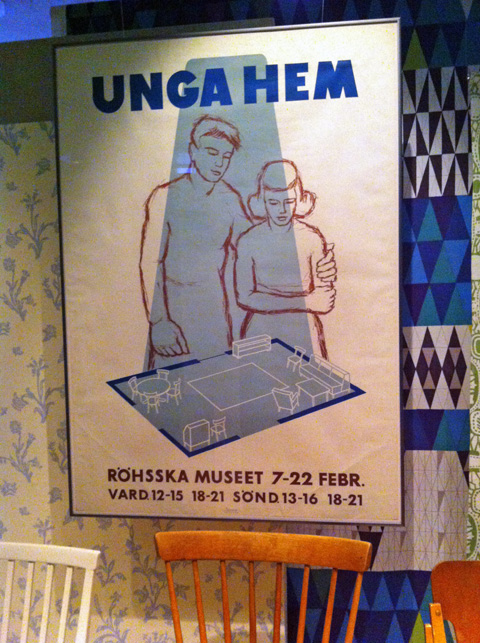 UNGA HEM
RÖHSSKA MUSEET 7-22 FEBR.
VARD. 12-15 18-21 SÖND. 13-16 18-21